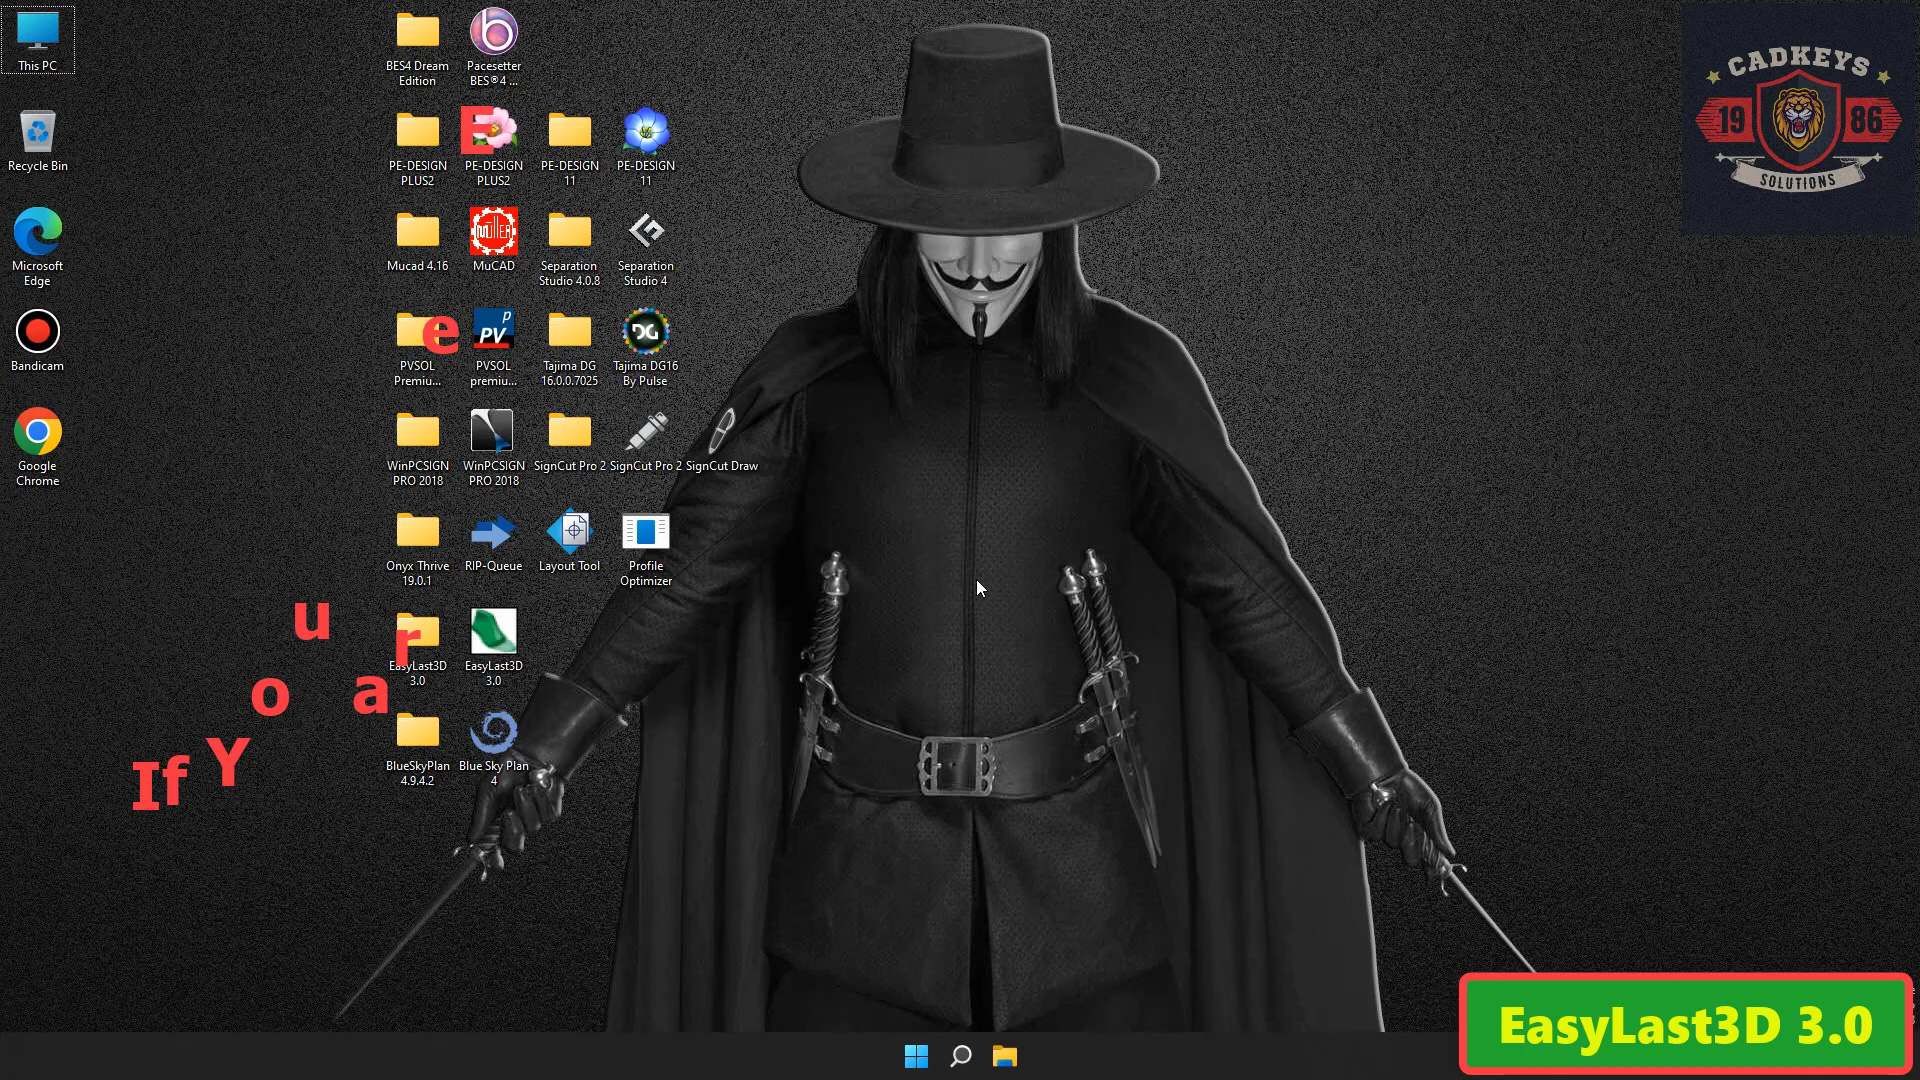 This PC
Recycle Bin
Microsoft
Edge
Bandicam
Google
Chrome
BES4 Dream
Edition
Pacesetter
BES®4 ...
PE-DESIGN
PLUS2
PE-DESIGN
PLUS2
PE-DESIGN
11
PE-DESIGN
11
Mucad 4.16
MüllER
MuCAD
Separation
Studio 4.0.8
Separation
Studio 4
PVSOL
Premiu...
p
PV
PVSOL
premiu...
Tajima DG
16.0.0.7025
DG
Tajima DG16
By Pulse
WinPCSIGN
PRO 2018
WinPCSIGN
PRO 2018
SignCut Pro 2
SignCut Pro 2
SignCut Draw
Onyx Thrive
19.0.1
RIP-Queue
Layout Tool
Profile
Optimizer
EasyLast3D
3.0
EasyLast3D
3.0
BlueSkyPlan
4.9.4.2
Blue Sky Plan
4
If Y o u a r e E
CADKEYS
19 86
SOLUTIONS
EasyLast3D 3.0